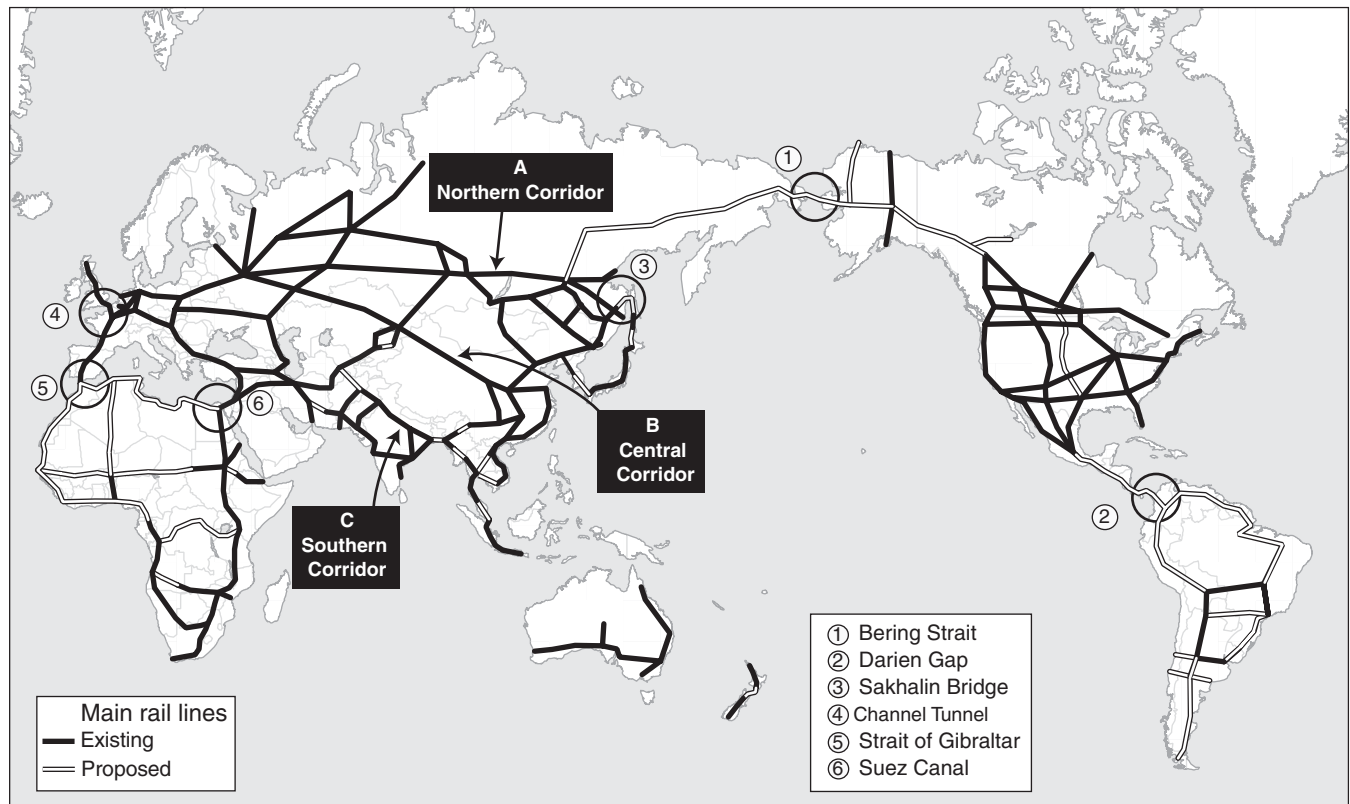 1
A
Northern Corridor
3
4
5
6
B
Central
Corridor
2
C
Southern
Corridor
Main rail lines
Existing
Proposed
1 Bering Strait
2 Darien Gap
3 Sakhalin Bridge
4 Channel Tunnel
5 Strait of Gibraltar
6 Suez Canal